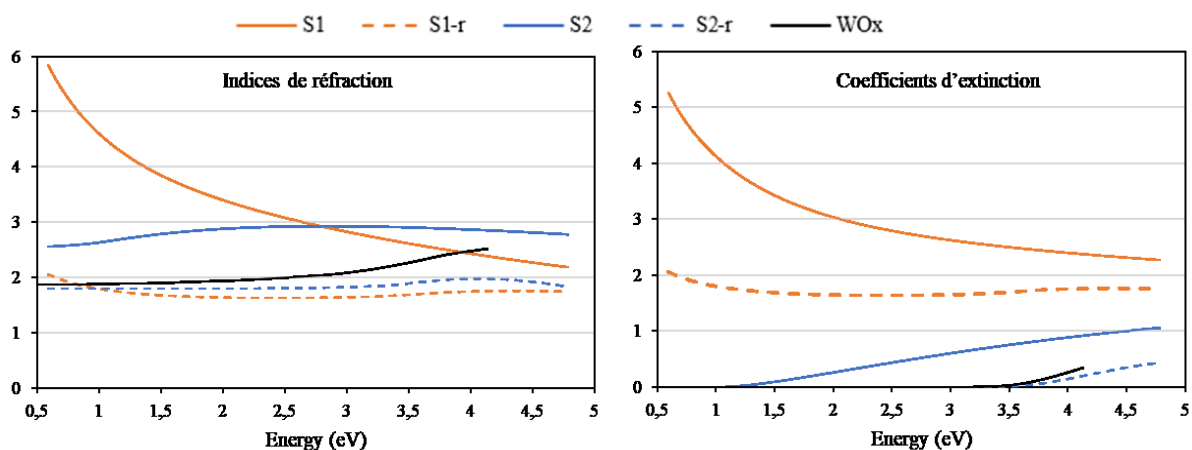 S1 S1-r S2 S2-r WOx
Indices de réfraction
6
5
4
3
2
1
0
0,5 1 1,5 2 2,5 3 3,5 4 4,5 5
Energy (eV)
Coefficients d'extinction
6
5
4
3
2
1
0
0,5 1 1,5 2 2,5 3 3,5 4 4,5 5
Energy (eV)